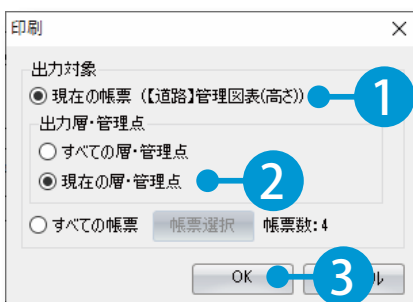 印刷
出力対象
現在の帳票 (【道路】管理図表(高さ))
1
出力層・管理点
すべての層・管理点
現在の層・管理点
2
すべての帳票 帳票選択 帳票数:4
OK
3
ル